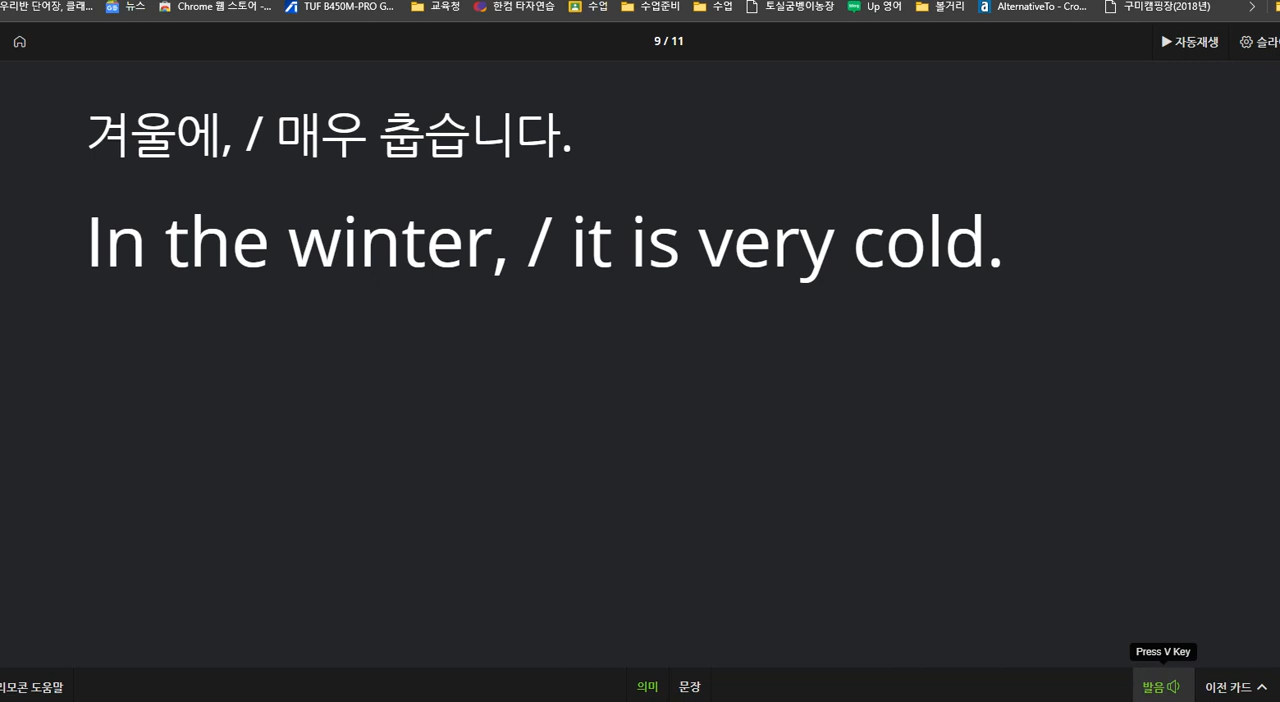 우리반 단어장, 클래... 뉴스 Chrome 웹 스토어 -... TUF B450M-PRO G... 교육청 한컴 타자연습 수업 수업준비 수업 토실굼벵이농장 Up 영어 볼거리 AlternativeTo - Cro... 구미캠핑장(2018년)
9 / 11 자동재생 슬라
겨울에, / 매우 춥습니다.
In the winter, / it is very cold.
Press V Key
리모콘 도움말 의미 문장 발음 이전 카드